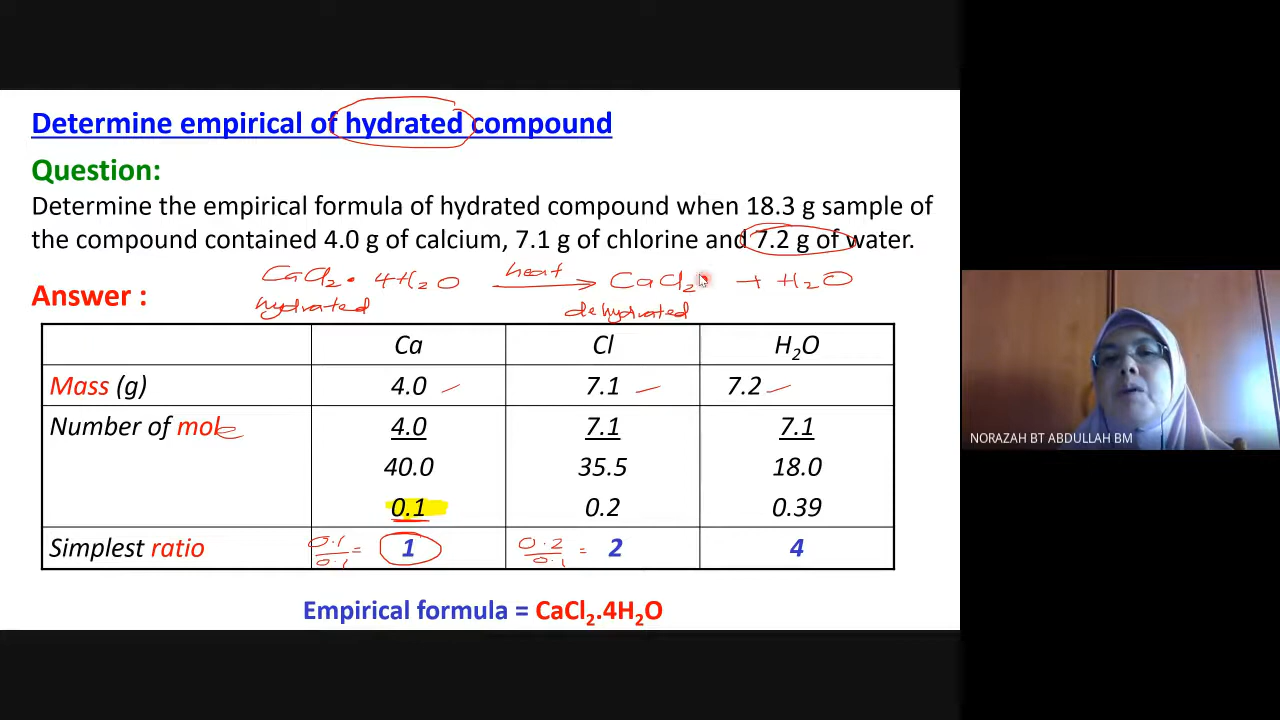 Determine empirical of hydrated compound
Question:
Determine the empirical formula of hydrated compound when 18.3 g sample of
the compound contained 4.0 g of calcium, 7.1 g of chlorine and 7.2 g of water.
CaCl₂ · 4H₂O heat → CaCl₂ + H₂O
Answer :
hydrated dehydrated
Ca Cl H₂O
Mass (g) 4.0 7.1 7.2
Number of mole 4.0 7.1 7.1
40.0 35.5 18.0
0.1 0.2 0.39
Simplest ratio 0.1/0.1 = 1 0.2/0.1 = 2 4
Empirical formula = CaCl₂.4H₂O
NORAZAH BT ABDULLAH BM